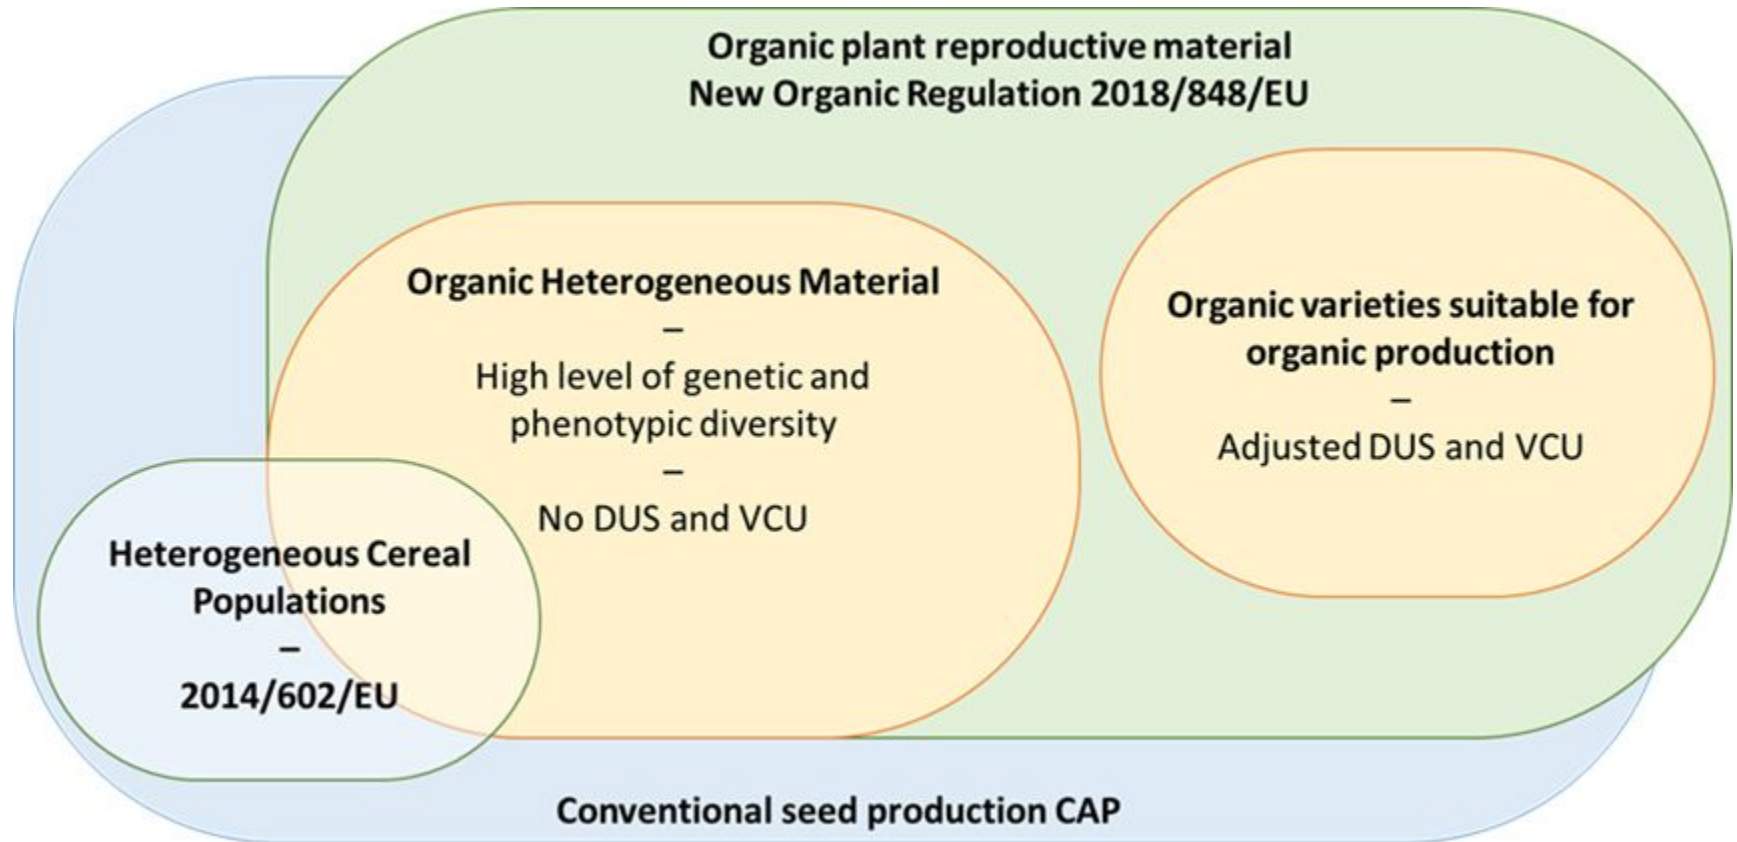 Organic plant reproductive material
New Organic Regulation 2018/848/EU
Organic Heterogeneous Material
–
High level of genetic and
phenotypic diversity
–
No DUS and VCU
Organic varieties suitable for
organic production
–
Adjusted DUS and VCU
Heterogeneous Cereal
Populations
–
2014/602/EU
Conventional seed production CAP